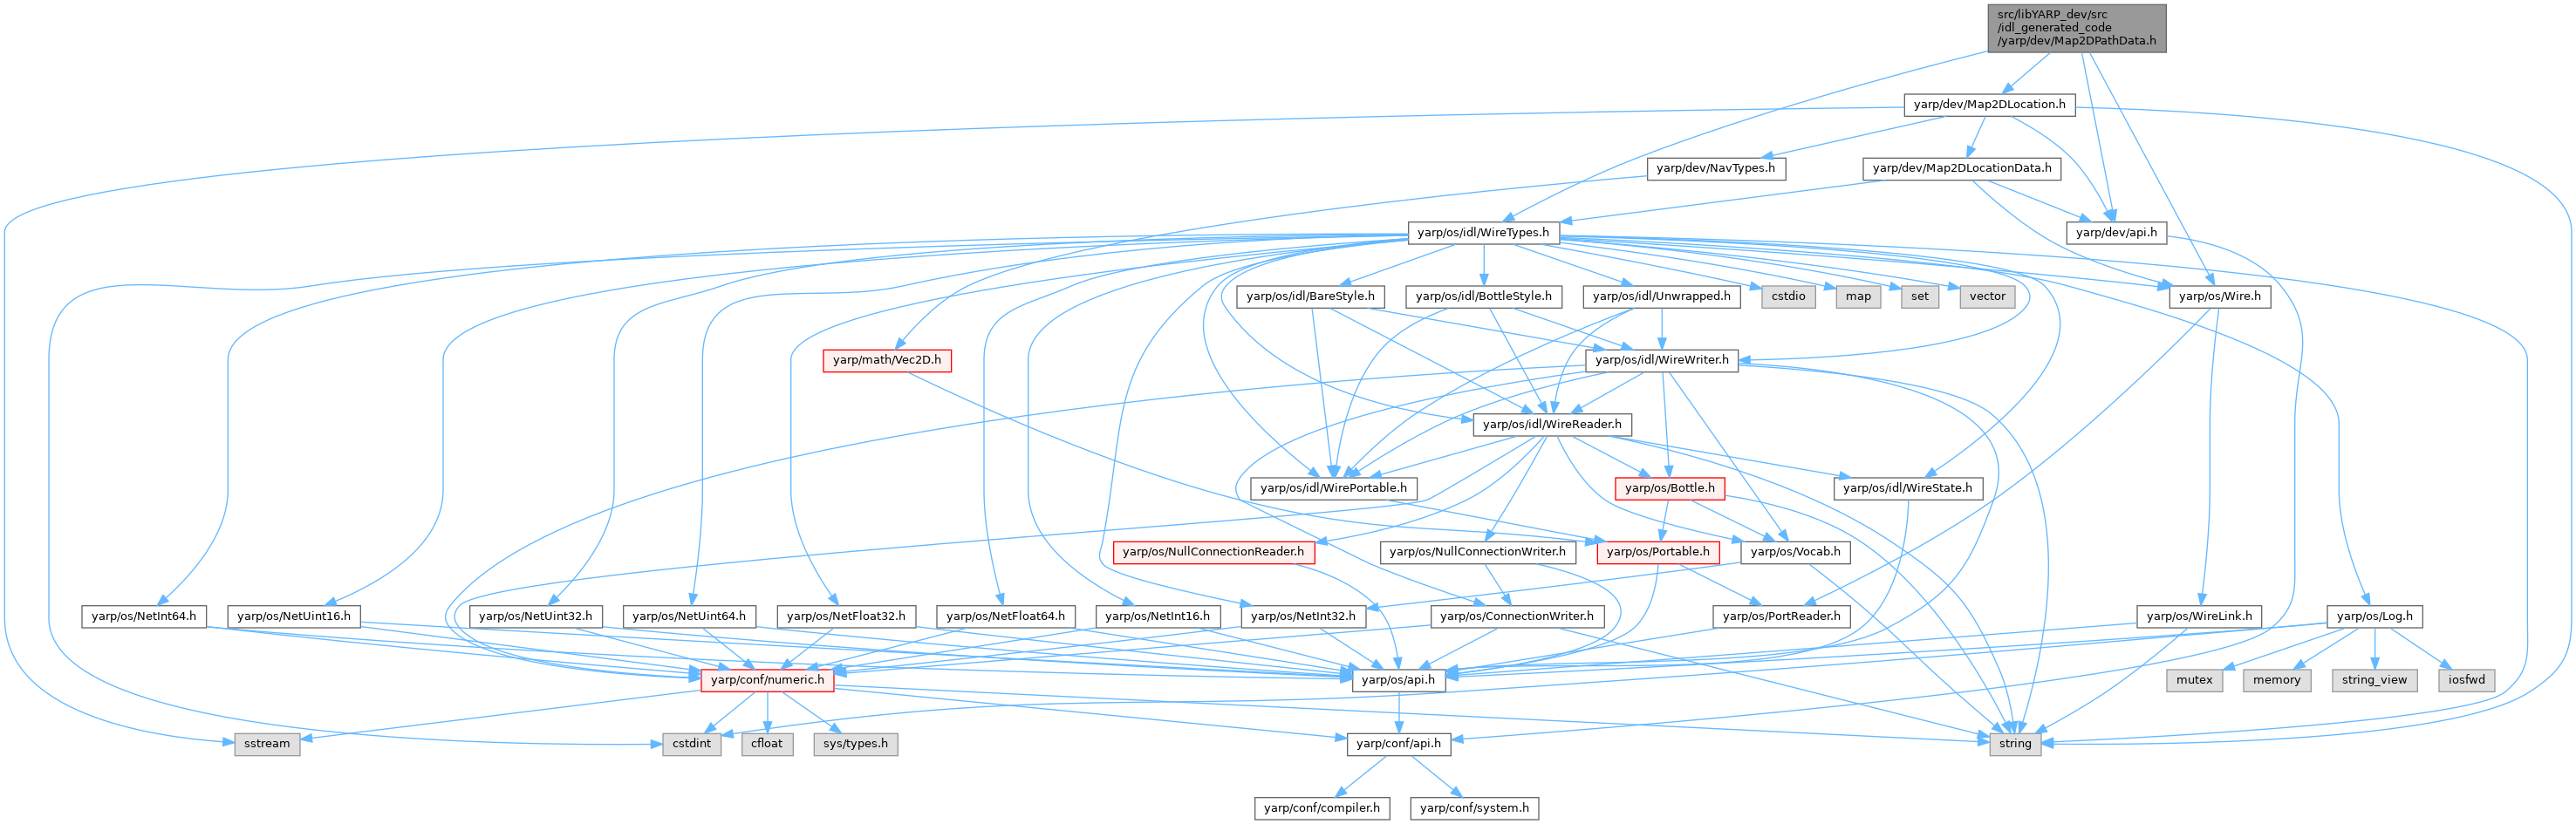 src/libYARP_dev/src
/idl_generated_code
/yarp/dev/Map2DPathData.h
yarp/dev/Map2DLocation.h
yarp/dev/NavTypes.h
yarp/dev/Map2DLocationData.h
yarp/os/idl/WireTypes.h
yarp/dev/api.h
yarp/os/idl/BareStyle.h
yarp/os/idl/BottleStyle.h
yarp/os/idl/Unwrapped.h
cstdio
map
set
vector
yarp/os/Wire.h
yarp/math/Vec2D.h
yarp/os/idl/WireWriter.h
yarp/os/idl/WireReader.h
yarp/os/idl/WirePortable.h
yarp/os/Bottle.h
yarp/os/idl/WireState.h
yarp/os/NullConnectionReader.h
yarp/os/NullConnectionWriter.h
yarp/os/Portable.h
yarp/os/Vocab.h
yarp/os/NetInt64.h
yarp/os/NetUint16.h
yarp/os/NetUint32.h
yarp/os/NetUint64.h
yarp/os/NetFloat32.h
yarp/os/NetFloat64.h
yarp/os/NetInt16.h
yarp/os/NetInt32.h
yarp/os/ConnectionWriter.h
yarp/os/PortReader.h
yarp/os/WireLink.h
yarp/os/Log.h
yarp/conf/numeric.h
yarp/os/api.h
mutex
memory
string_view
iosfwd
sstream
cstdint
cfloat
sys/types.h
yarp/conf/api.h
string
yarp/conf/compiler.h
yarp/conf/system.h